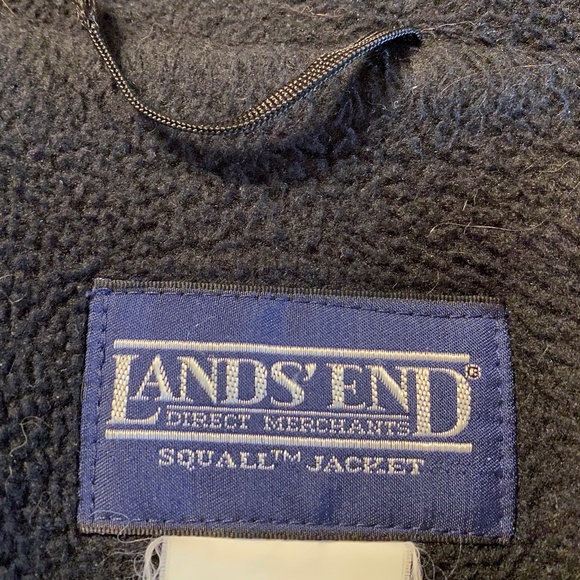 LANDS' END®
DIRECT MERCHANTS
SQUALL™ JACKET